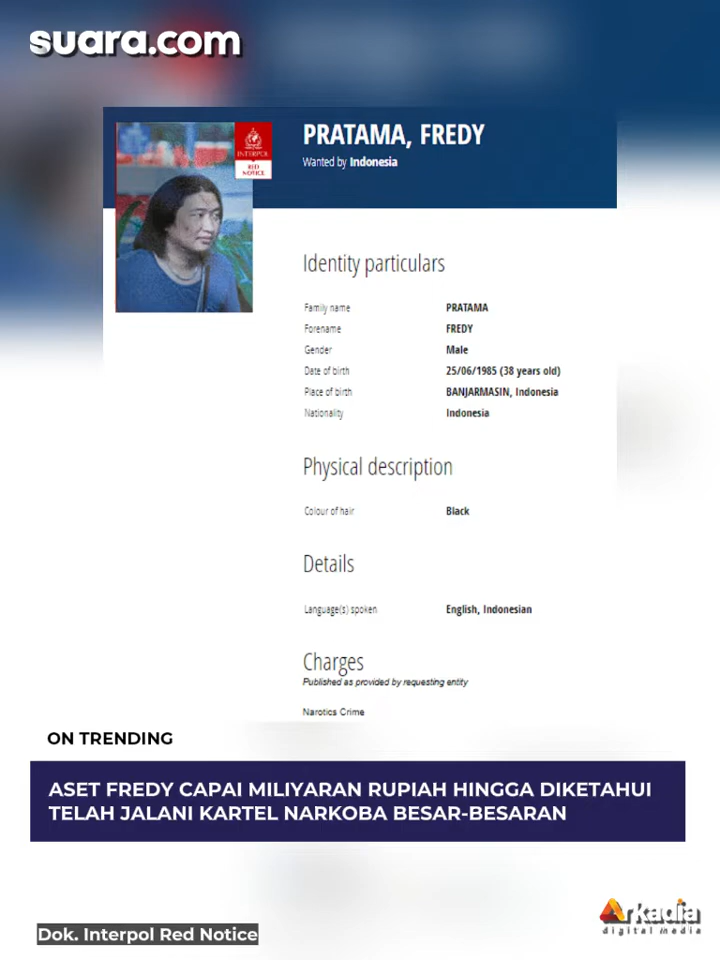 suara.com
INTERPOL
RED
NOTICE
PRATAMA, FREDY
Wanted by Indonesia
Identity particulars
Family name PRATAMA
Forename FREDY
Gender Male
Date of birth 25/06/1985 (38 years old)
Place of birth BANJARMASIN, Indonesia
Nationality Indonesia
Physical description
Colour of hair Black
Details
Language(s) spoken English, Indonesian
Charges
Published as provided by requesting entity
Narotics Crime
ON TRENDING
ASET FREDY CAPAI MILIYARAN RUPIAH HINGGA DIKETAHUI
TELAH JALANI KARTEL NARKOBA BESAR-BESARAN
Arkadia
digital media
Dok. Interpol Red Notice